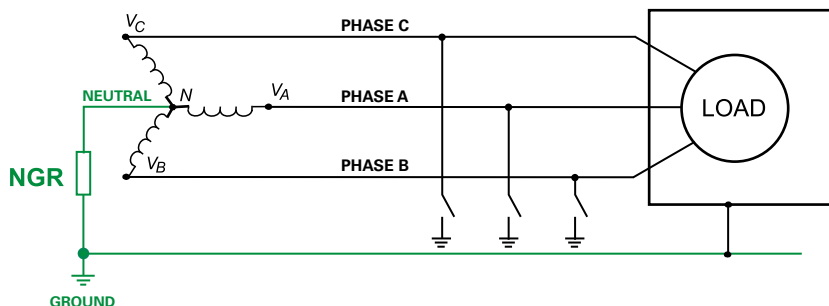 V_C
PHASE C
NEUTRAL
N
V_A
PHASE A
LOAD
NGR
V_B
PHASE B
GROUND